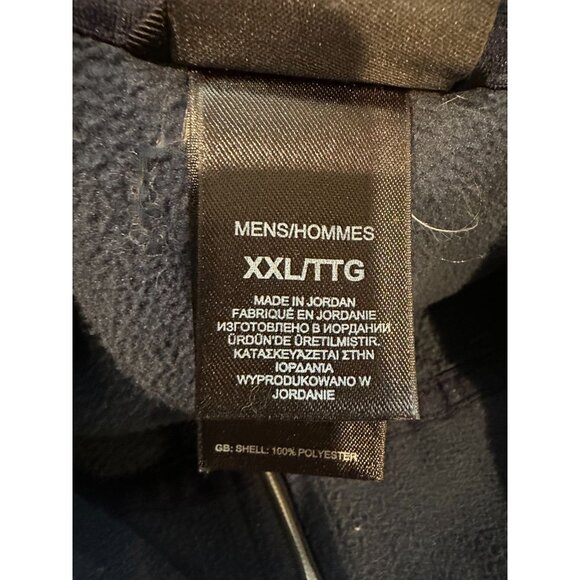 MENS/HOMMES
XXL/TTG
MADE IN JORDAN
FABRIQUÉ EN JORDANIE
ИЗГОТОВЛЕНО В ИОРДАНИИ
ÜRDÜN'DE ÜRETILMISTIR.
ΚΑΤΑΣΚΕΥΑΖΕΤΑΙ ΣΤΗΝ
ΙΟΡΔΑΝΙΑ
WYPRODUKOWANO W
JORDANIE
GB: SHELL: 100% POLYESTER